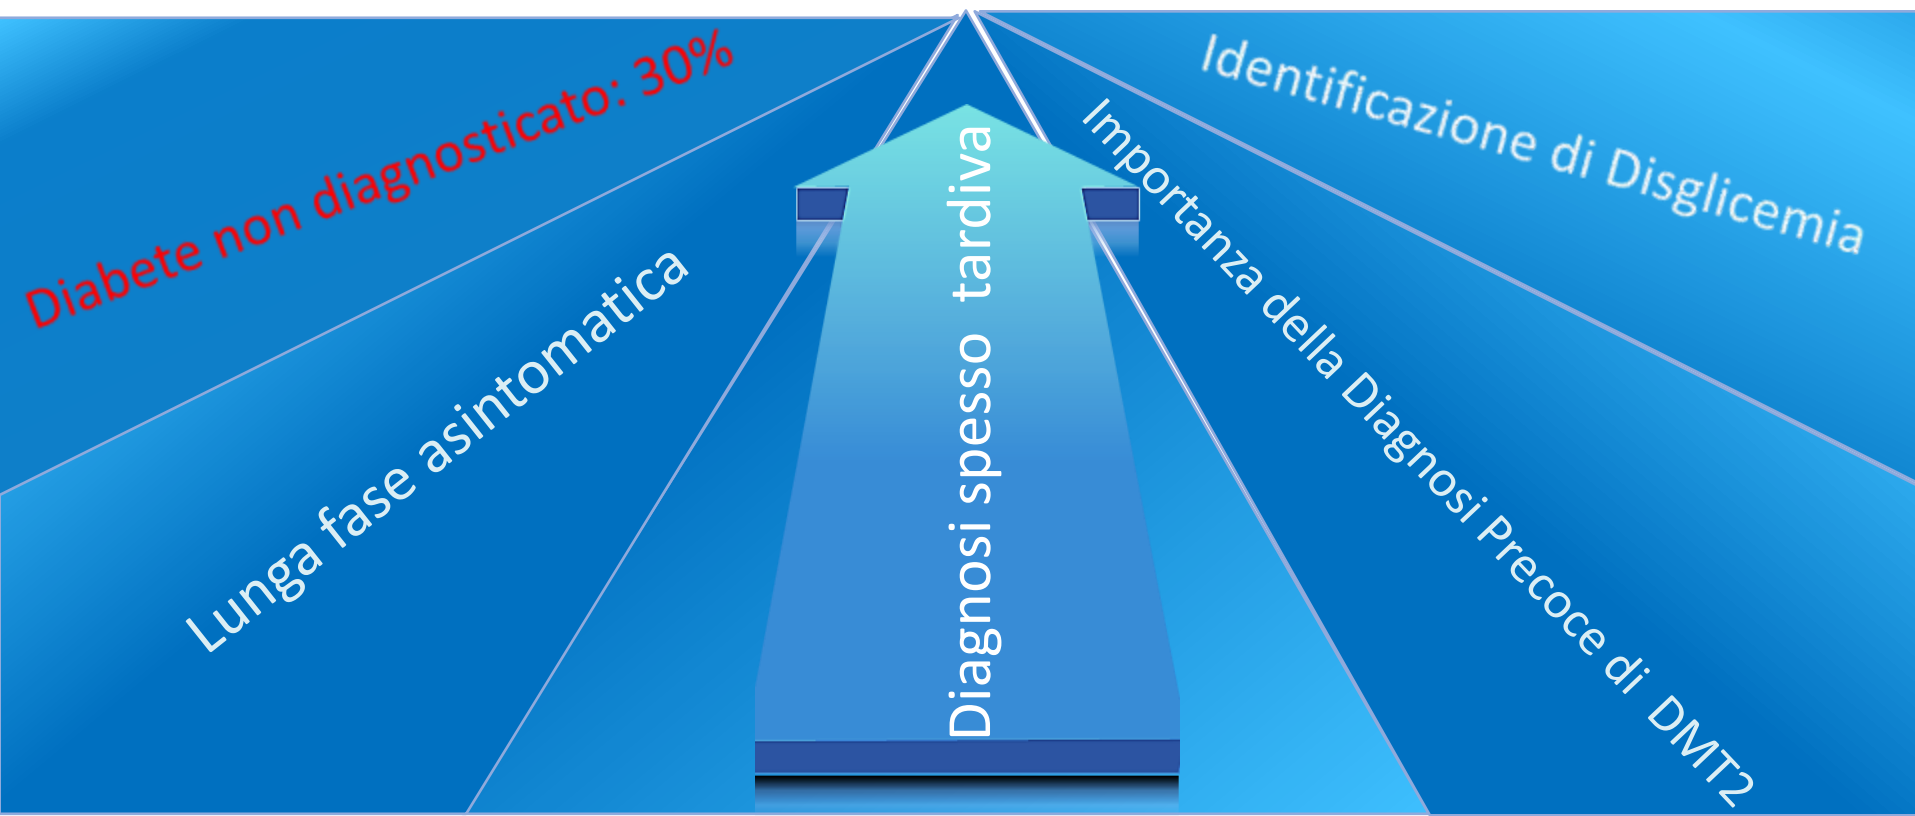 Diabete non diagnosticato: 30%
Lunga fase asintomatica
Diagnosi spesso tardiva
Importanza della Diagnosi Precoce di DMT2
Identificazione di Disglicemia